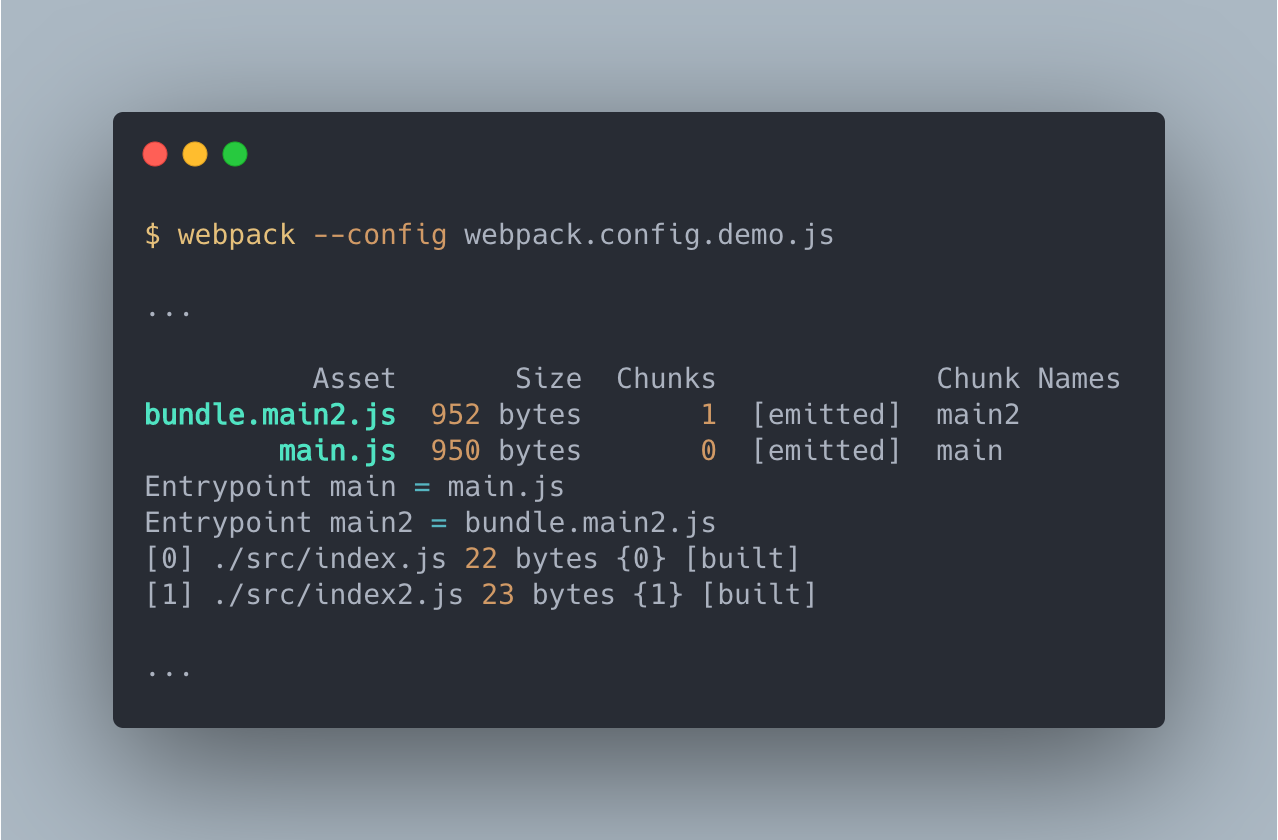 $ webpack --config webpack.config.demo.js
...
Asset Size Chunks Chunk Names
bundle.main2.js 952 bytes 1 [emitted] main2
main.js 950 bytes 0 [emitted] main
Entrypoint main = main.js
Entrypoint main2 = bundle.main2.js
[0] ./src/index.js 22 bytes {0} [built]
[1] ./src/index2.js 23 bytes {1} [built]
...